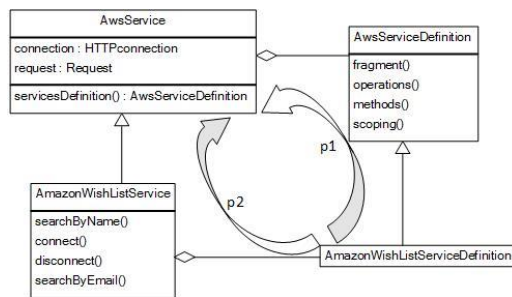 AwsService
connection : HTTPconnection
request : Request
servicesDefinition() : AwsServiceDefinition
AwsServiceDefinition
fragment()
operations()
methods()
scoping()
p1
p2
AmazonWishListService
searchByName()
connect()
disconnect()
searchByEmail()
AmazonWishListServiceDefinition